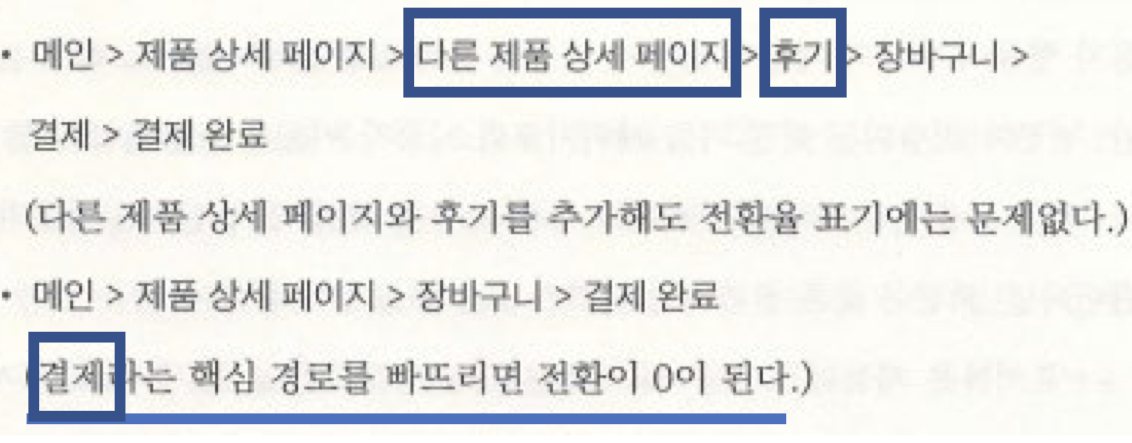 • 메인 > 제품 상세 페이지 > 다른 제품 상세 페이지 > 후기 > 장바구니 >
결제 > 결제 완료
(다른 제품 상세 페이지와 후기를 추가해도 전환율 표기에는 문제없다.)
• 메인 > 제품 상세 페이지 > 장바구니 > 결제 완료
(결제라는 핵심 경로를 빠뜨리면 전환이 0이 된다.)